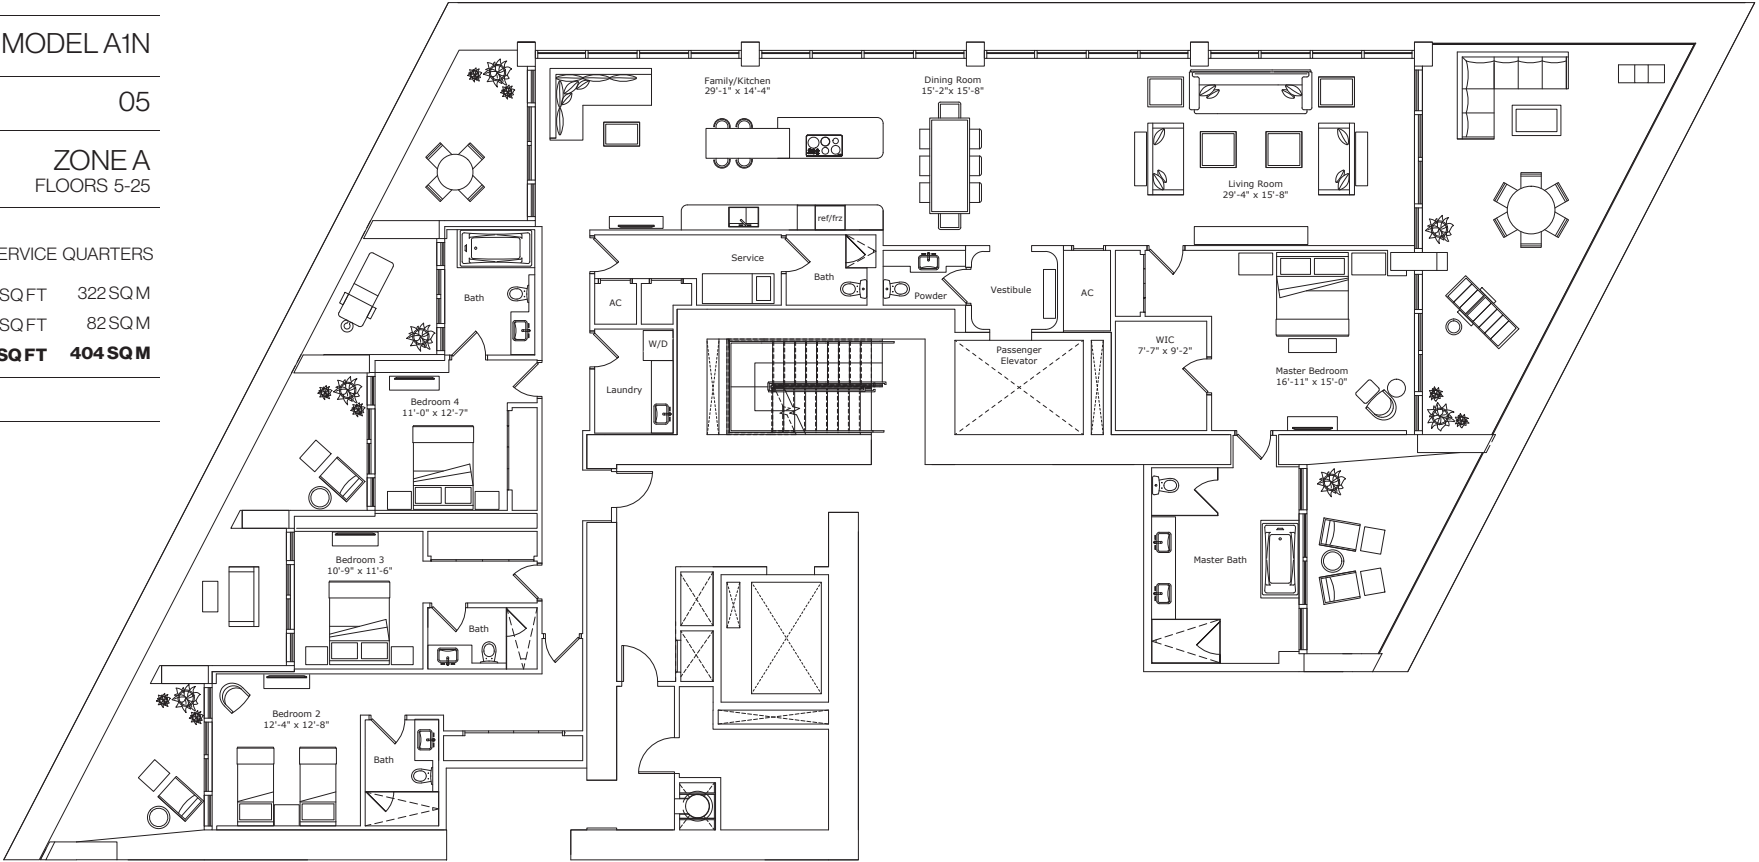 MODEL A1N
05
ZONE A
FLOORS 5-25
SERVICE QUARTERS
SQ FT 322 SQ M
SQ FT 82 SQ M
SQ FT 404 SQ M
Family/Kitchen
29'-1" x 14'-4"
Dining Room
15'-2"x 15'-8"
Living Room
29'-4" x 15'-8"
ref/frz
Service
Bath
Powder
Vestibule
AC
AC
Bath
W/D
Laundry
Passenger
Elevator
WIC
7'-7" x 9'-2"
Master Bedroom
16'-11" x 15'-0"
Bedroom 4
11'-0" x 12'-7"
Bedroom 3
10'-9" x 11'-6"
Bath
Master Bath
Bedroom 2
12'-4" x 12'-8"
Bath